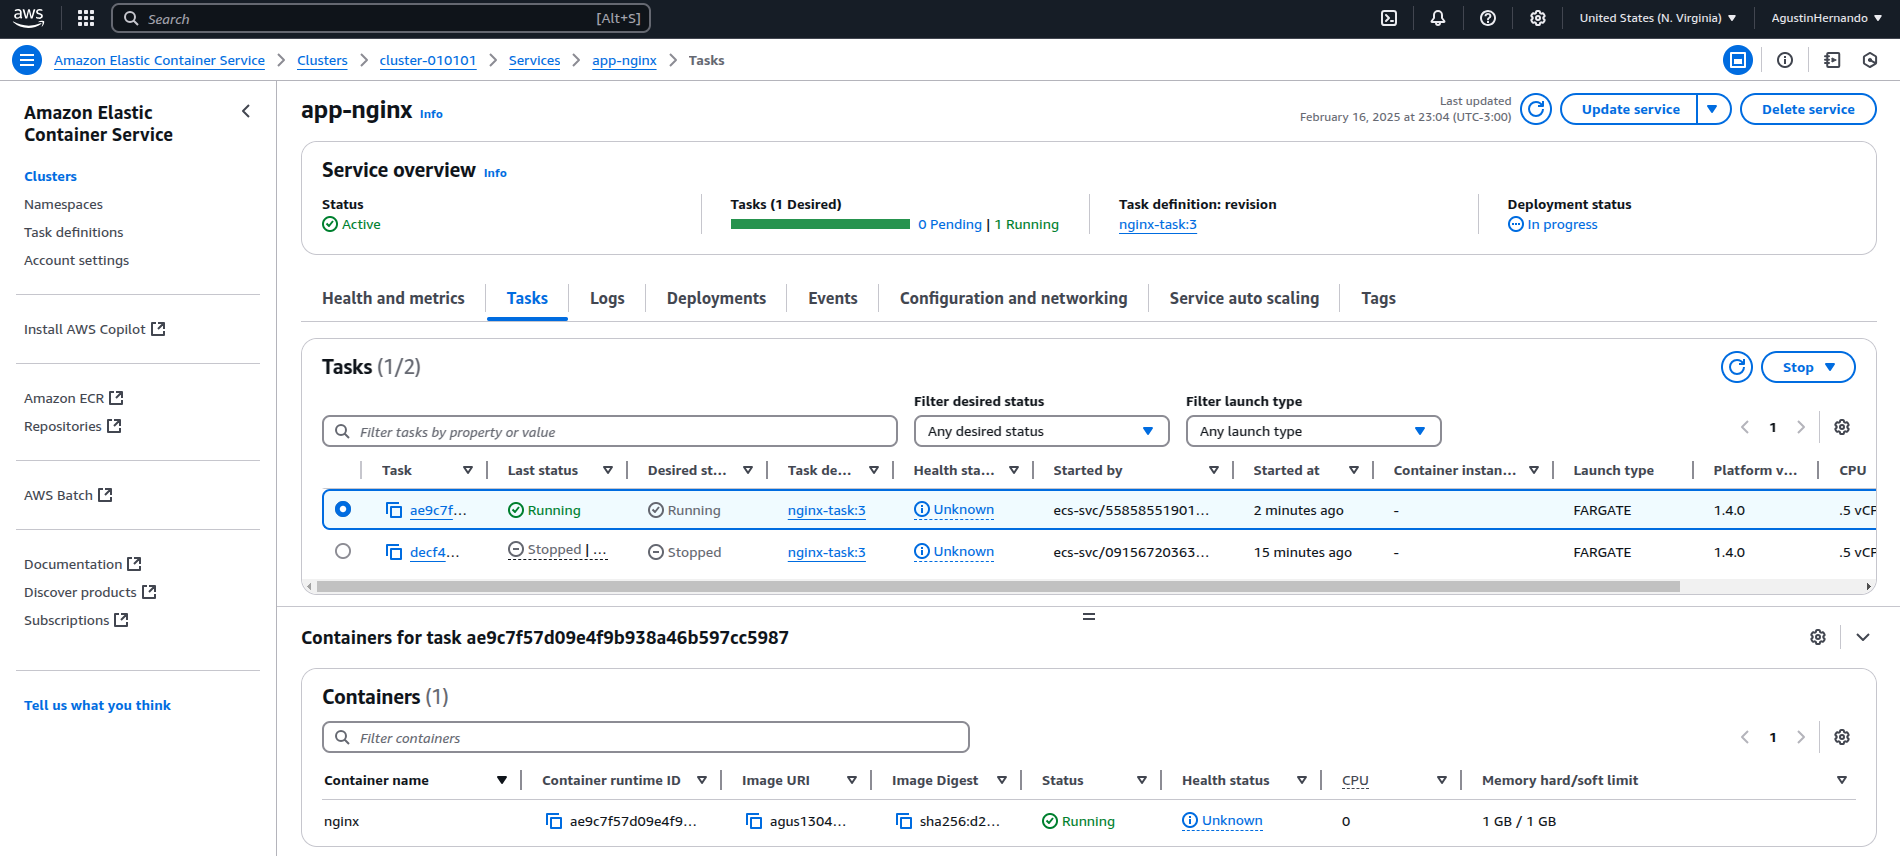 aws
Search
[Alt+S]
United States (N. Virginia)
AgustinHernando
Amazon Elastic Container Service
Clusters
cluster-010101
Services
app-nginx
Tasks
Amazon Elastic
Container Service
Clusters
Namespaces
Task definitions
Account settings
Install AWS Copilot
Amazon ECR
Repositories
AWS Batch
Documentation
Discover products
Subscriptions
Tell us what you think
app-nginx Info
Last updated
February 16, 2025 at 23:04 (UTC-3:00)
Update service
Delete service
Service overview Info
Status
Active
Tasks (1 Desired)
0 Pending | 1 Running
Task definition: revision
nginx-task:3
Deployment status
In progress
Health and metrics
Tasks
Logs
Deployments
Events
Configuration and networking
Service auto scaling
Tags
Tasks (1/2)
Stop
Filter desired status
Filter launch type
Filter tasks by property or value
Any desired status
Any launch type
1
Task Last status Desired st... Task de... Health sta... Started by Started at Container instan... Launch type Platform v... CPU
ae9c7f... Running Running nginx-task:3 Unknown ecs-svc/55858551901... 2 minutes ago - FARGATE 1.4.0 .5 vCP
decf4... Stopped | ... Stopped nginx-task:3 Unknown ecs-svc/09156720363... 15 minutes ago - FARGATE 1.4.0 .5 vCP
Containers for task ae9c7f57d09e4f9b938a46b597cc5987
Containers (1)
Filter containers
1
Container name Container runtime ID Image URI Image Digest Status Health status CPU Memory hard/soft limit
nginx ae9c7f57d09e4f9... agus1304... sha256:d2... Running Unknown 0 1 GB / 1 GB